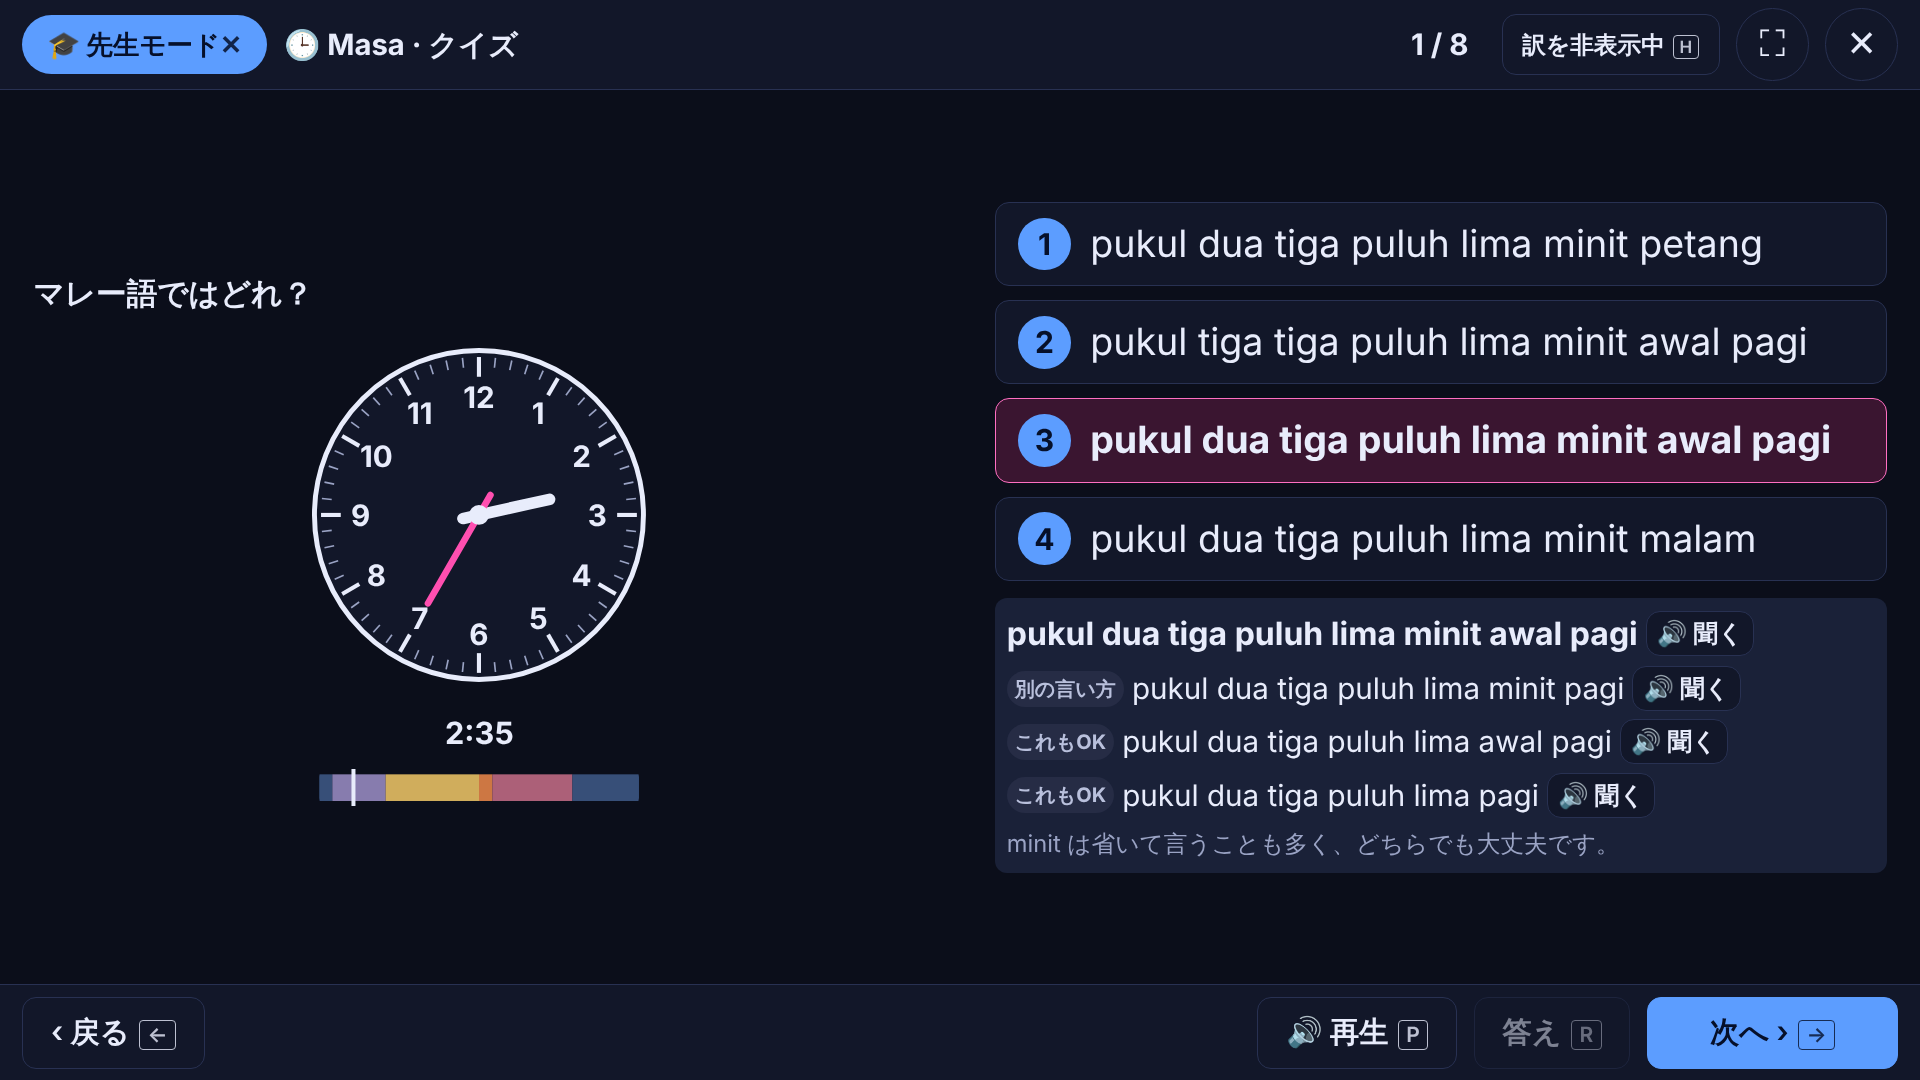 🎓 先生モード✕
🕒 Masa · クイズ
1 / 8
訳を非表示中 H
✕
マレー語ではどれ？
12
1
2
3
4
5
6
7
8
9
10
11
2:35
1 pukul dua tiga puluh lima minit petang
2 pukul tiga tiga puluh lima minit awal pagi
3 pukul dua tiga puluh lima minit awal pagi
4 pukul dua tiga puluh lima minit malam
pukul dua tiga puluh lima minit awal pagi 🔊 聞く
別の言い方 pukul dua tiga puluh lima minit pagi 🔊 聞く
これもOK pukul dua tiga puluh lima awal pagi 🔊 聞く
これもOK pukul dua tiga puluh lima pagi 🔊 聞く
minit は省いて言うことも多く、どちらでも大丈夫です。
‹ 戻る ←
🔊 再生 P
答え R
次へ › →